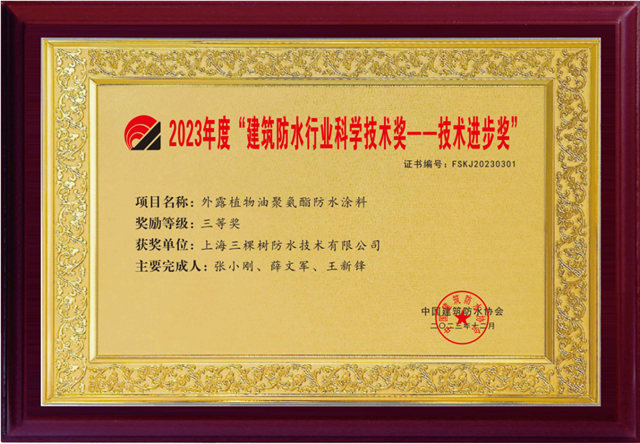 2023年度“建筑防水行业科学技术奖——技术进步奖”
证书编号：FSKJ20230301
项目名称：外露植物油聚氨酯防水涂料
奖励等级：三等奖
获奖单位：上海三棵树防水技术有限公司
主要完成人：张小刚、薛文军、王新锋
中国建筑防水协会
二〇二三年十二月